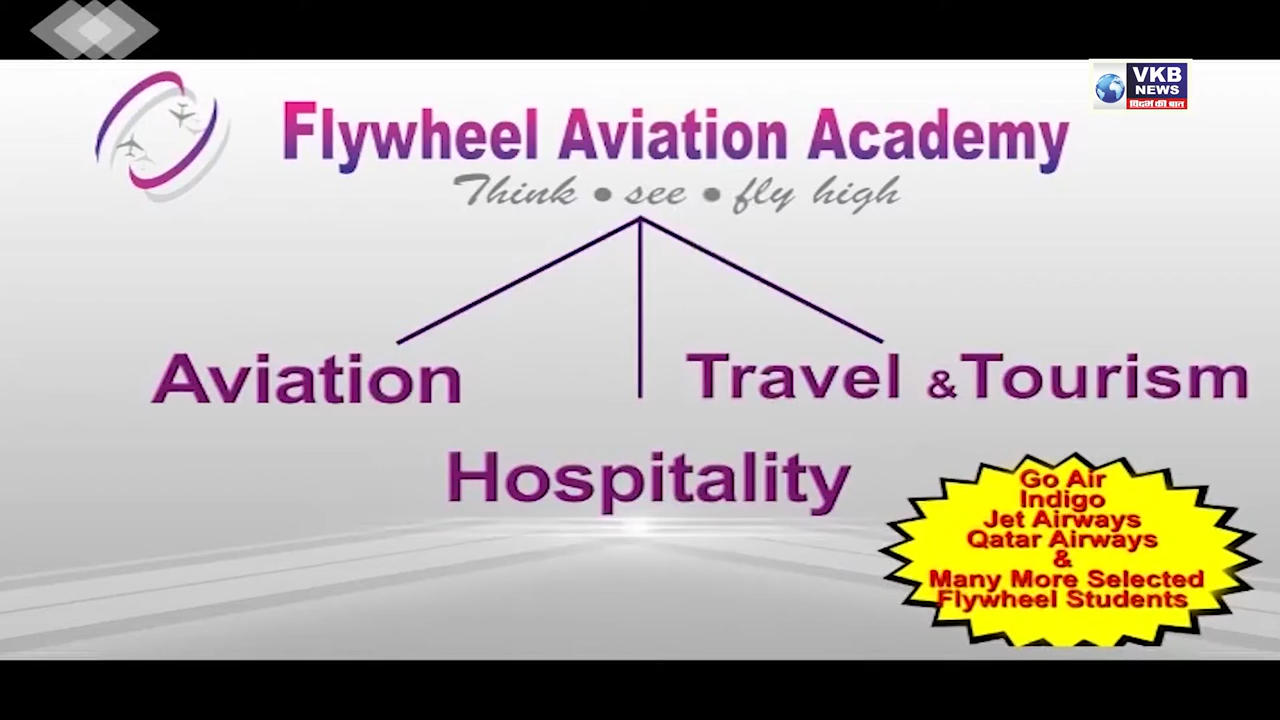 VKB
NEWS
विदर्भ की बात
Flywheel Aviation Academy
Think • see • fly high
Aviation
Travel & Tourism
Hospitality
Go Air
Indigo
Jet Airways
Qatar Airways
&
Many More Selected
Flywheel Students